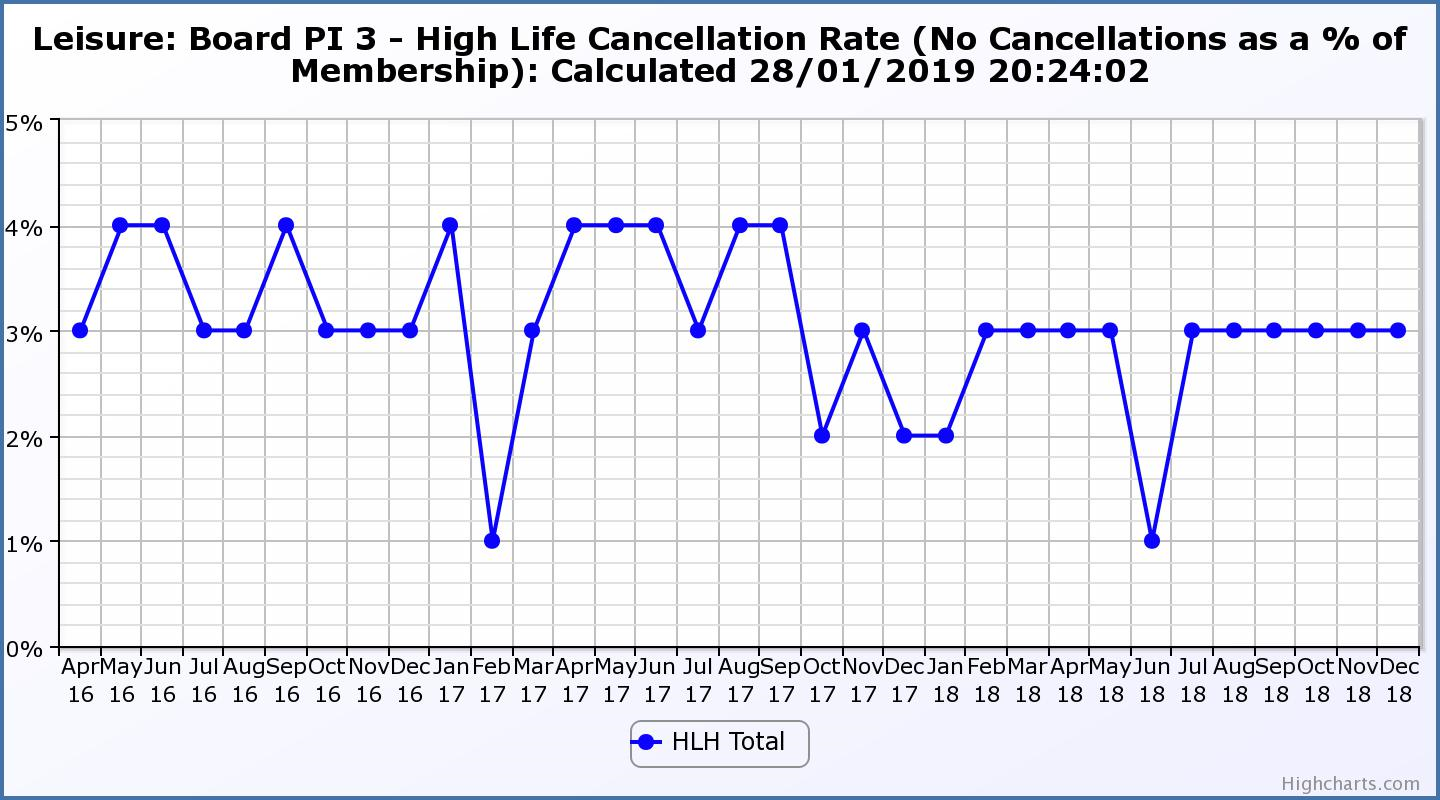 Leisure: Board PI 3 - High Life Cancellation Rate (No Cancellations as a % of
Membership): Calculated 28/01/2019 20:24:02
5%
4%
3%
2%
1%
0%
Apr May Jun Jul Aug Sep Oct Nov Dec Jan Feb Mar Apr May Jun Jul Aug Sep Oct Nov Dec Jan Feb Mar Apr May Jun Jul Aug Sep Oct Nov Dec
16 16 16 16 16 16 16 16 16 17 17 17 17 17 17 17 17 17 17 17 17 18 18 18 18 18 18 18 18 18 18 18 18
HLH Total
Highcharts.com